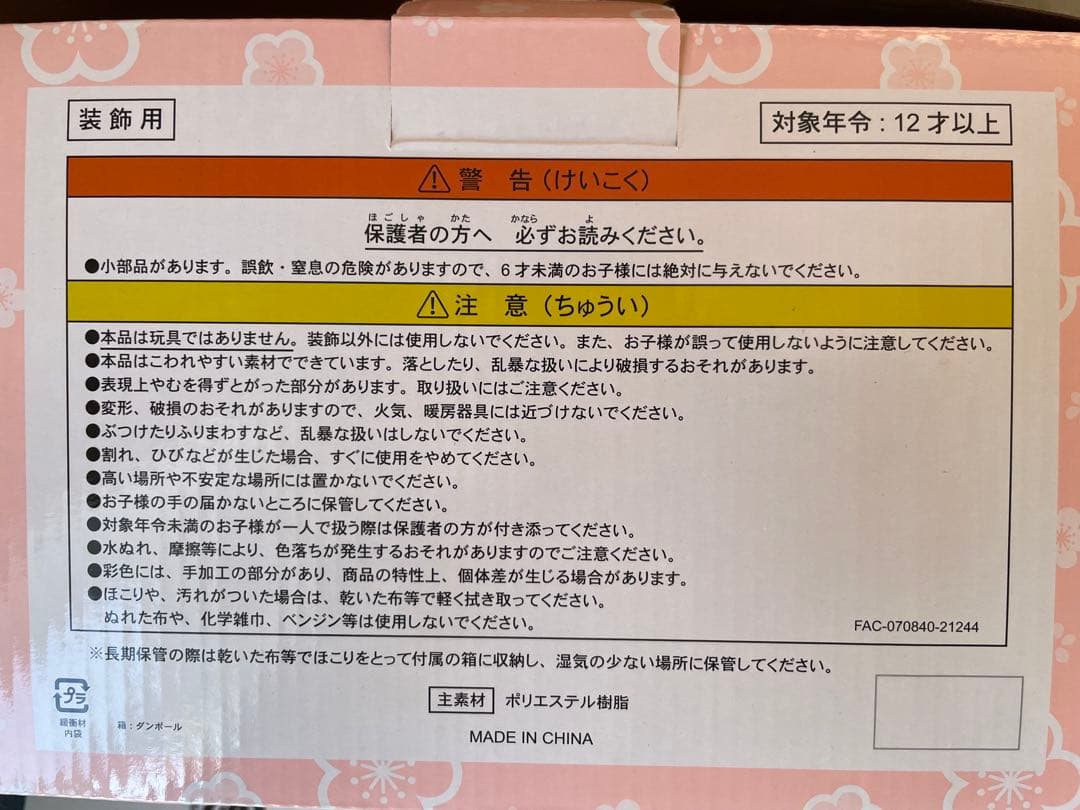 装飾用
対象年令：12才以上
警 告（けいこく）
ほごしゃ かた かなら よ
保護者の方へ 必ずお読みください。
●小部品があります。誤飲・窒息の危険がありますので、6才未満のお子様には絶対に与えないでください。
注 意（ちゅうい）
●本品は玩具ではありません。装飾以外には使用しないでください。また、お子様が誤って使用しないように注意してください。
●本品はこわれやすい素材でできています。落としたり、乱暴な扱いにより破損するおそれがあります。
●表現上やむを得ずとがった部分があります。取り扱いにはご注意ください。
●変形、破損のおそれがありますので、火気、暖房器具には近づけないでください。
●ぶつけたりふりまわすなど、乱暴な扱いはしないでください。
●割れ、ひびなどが生じた場合、すぐに使用をやめてください。
●高い場所や不安定な場所には置かないでください。
●お子様の手の届かないところに保管してください。
●対象年令未満のお子様が一人で扱う際は保護者の方が付き添ってください。
●水ぬれ、摩擦等により、色落ちが発生するおそれがありますのでご注意ください。
●彩色には、手加工の部分があり、商品の特性上、個体差が生じる場合があります。
●ほこりや、汚れがついた場合は、乾いた布等で軽く拭き取ってください。
ぬれた布や、化学雑巾、ベンジン等は使用しないでください。
FAC-070840-21244
※長期保管の際は乾いた布等でほこりをとって付属の箱に収納し、湿気の少ない場所に保管してください。
プラ
緩衝材
内袋
箱：ダンボール
主素材 ポリエステル樹脂
MADE IN CHINA